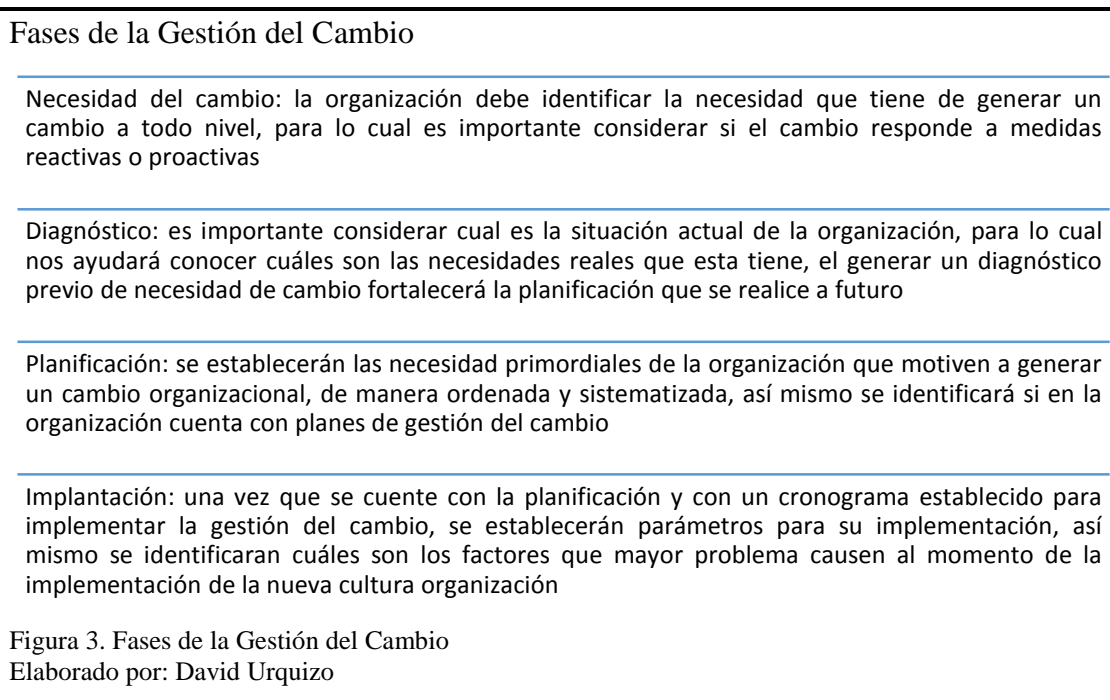 Fases de la Gestión del Cambio
Necesidad del cambio: la organización debe identificar la necesidad que tiene de generar un
cambio a todo nivel, para lo cual es importante considerar si el cambio responde a medidas
reactivas o proactivas
Diagnóstico: es importante considerar cual es la situación actual de la organización, para lo cual
nos ayudará conocer cuáles son las necesidades reales que esta tiene, el generar un diagnóstico
previo de necesidad de cambio fortalecerá la planificación que se realice a futuro
Planificación: se establecerán las necesidad primordiales de la organización que motiven a generar
un cambio organizacional, de manera ordenada y sistematizada, así mismo se identificará si en la
organización cuenta con planes de gestión del cambio
Implantación: una vez que se cuente con la planificación y con un cronograma establecido para
implementar la gestión del cambio, se establecerán parámetros para su implementación, así
mismo se identificaran cuáles son los factores que mayor problema causen al momento de la
implementación de la nueva cultura organización
Figura 3. Fases de la Gestión del Cambio
Elaborado por: David Urquizo